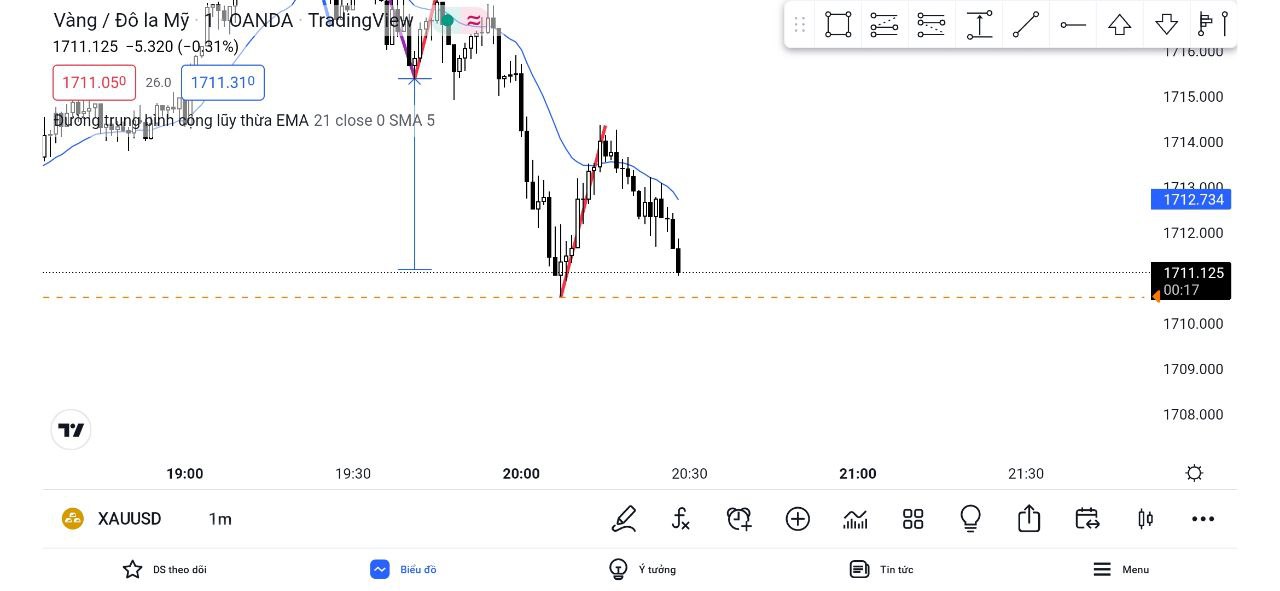 Vàng / Đô la Mỹ · 1 · OANDA · TradingView
1711.125 −5.320 (−0.31%)
1711.050 26.0 1711.310
Đường trung bình động lũy thừa EMA 21 close 0 SMA 5
1716.000
1715.000
1714.000
1713.000
1712.734
1712.000
1711.125
00:17
1710.000
1709.000
1708.000
19:00 19:30 20:00 20:30 21:00 21:30
XAUUSD 1m
DS theo dõi Biểu đồ Ý tưởng Tin tức Menu